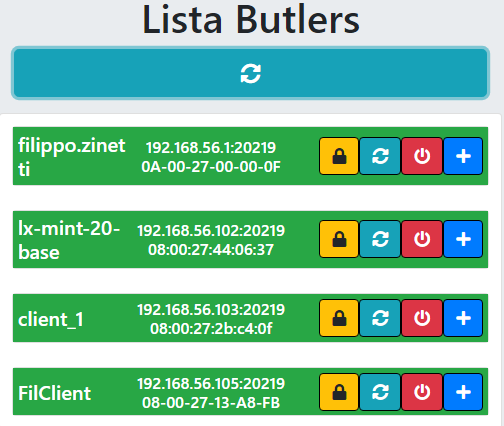 Lista Butlers
filippo.zinet
ti
192.168.56.1:20219
0A-00-27-00-00-0F
lx-mint-20-
base
192.168.56.102:20219
08:00:27:44:06:37
client_1
192.168.56.103:20219
08:00:27:2b:c4:0f
FilClient
192.168.56.105:20219
08-00-27-13-A8-FB